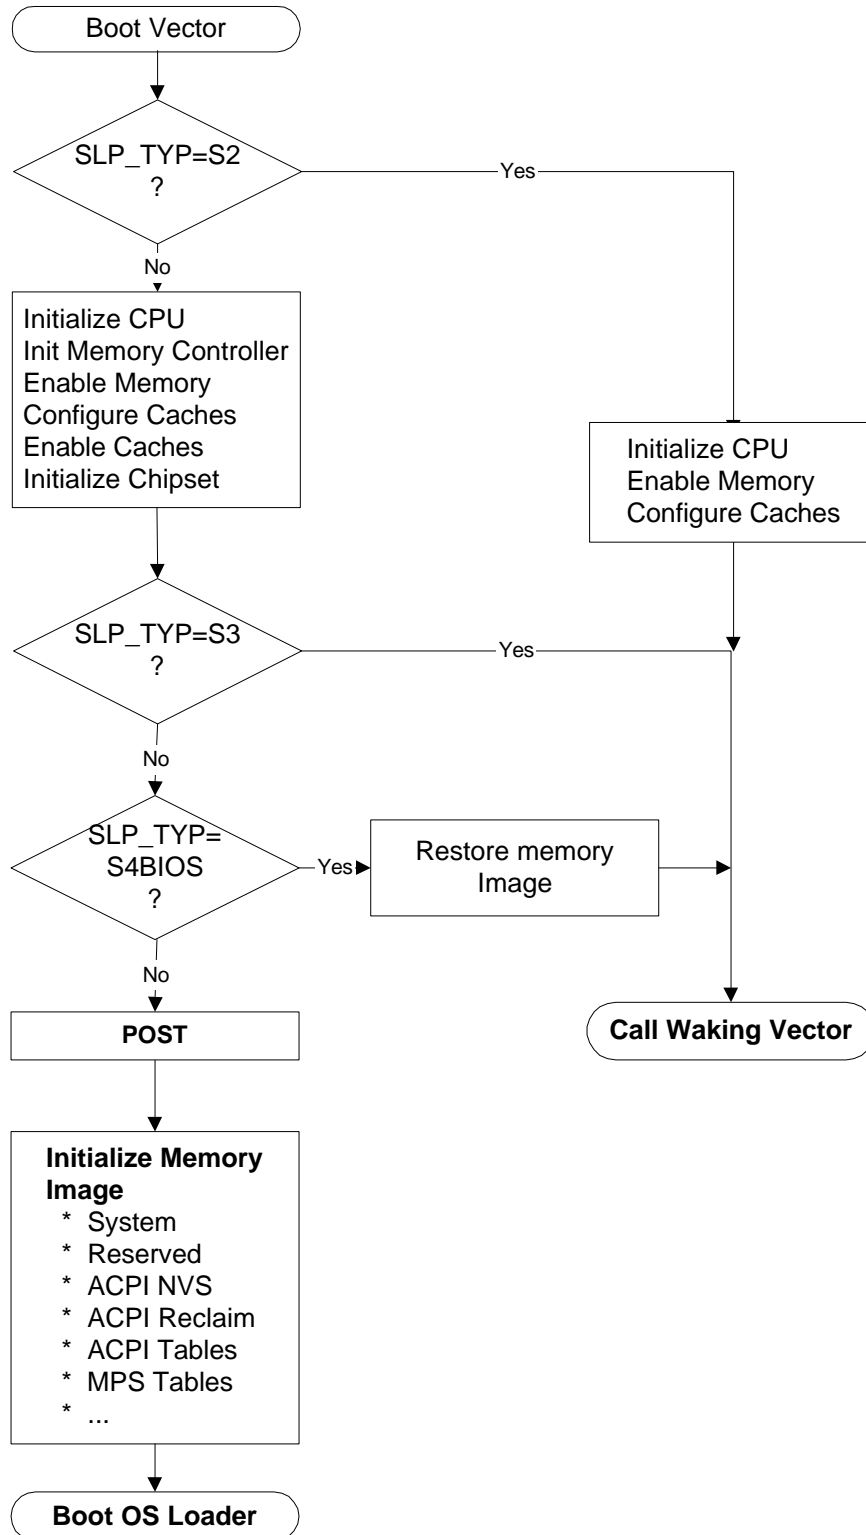 Boot Vector
SLP_TYP=S2
?
Yes
No
Initialize CPU
Init Memory Controller
Enable Memory
Configure Caches
Enable Caches
Initialize Chipset
Initialize CPU
Enable Memory
Configure Caches
SLP_TYP=S3
?
Yes
No
SLP_TYP=
S4BIOS
?
Yes
Restore memory
Image
No
POST
Call Waking Vector
Initialize Memory
Image
* System
* Reserved
* ACPI NVS
* ACPI Reclaim
* ACPI Tables
* MPS Tables
* ...
Boot OS Loader